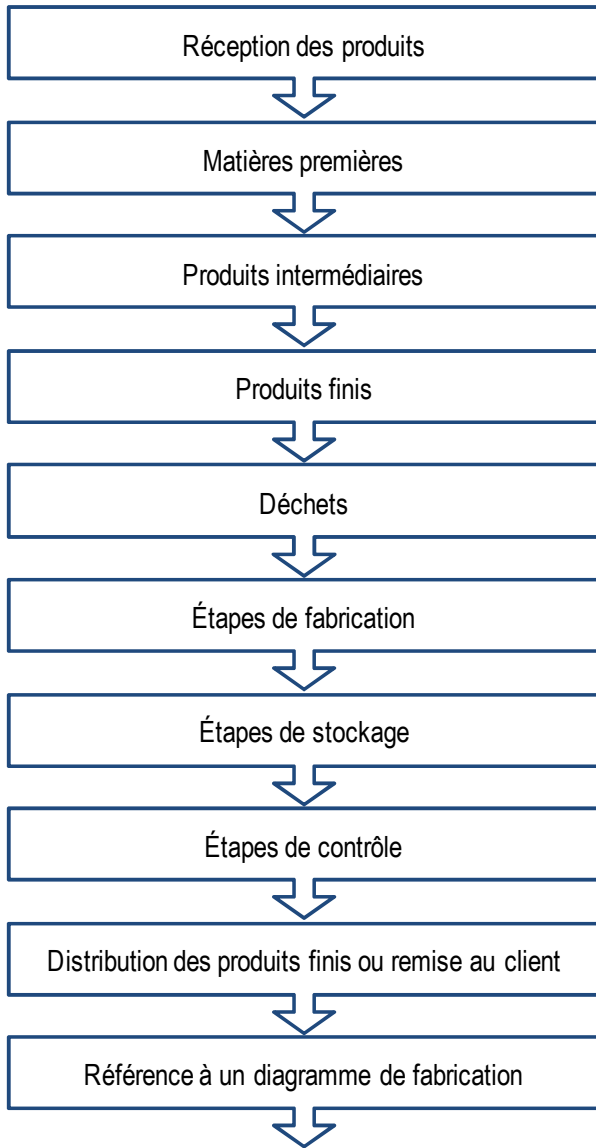 Réception des produits
Matières premières
Produits intermédiaires
Produits finis
Déchets
Étapes de fabrication
Étapes de stockage
Étapes de contrôle
Distribution des produits finis ou remise au client
Référence à un diagramme de fabrication